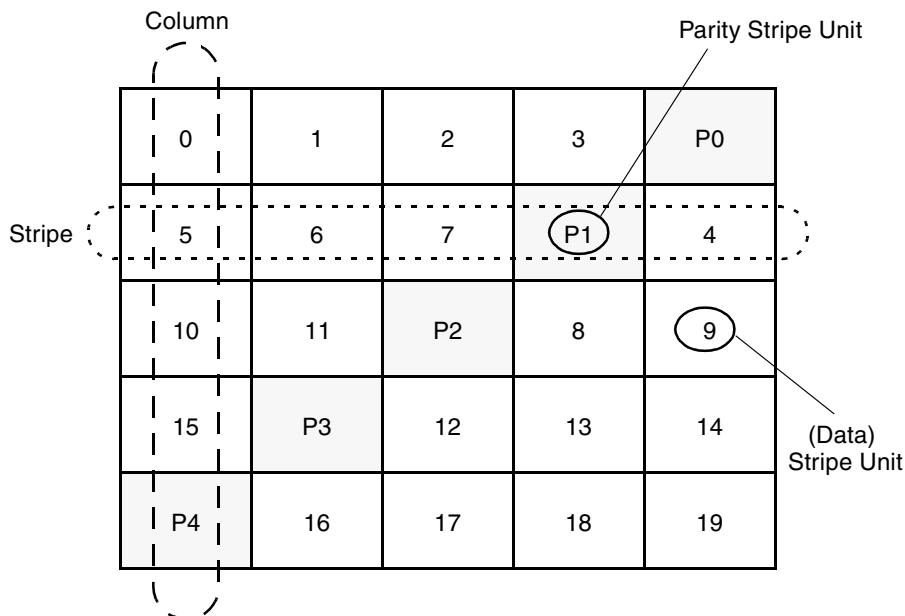 Column
Parity Stripe Unit
0 1 2 3 P0
Stripe 5 6 7 P1 4
10 11 P2 8 9
15 P3 12 13 14
(Data)
Stripe Unit
P4 16 17 18 19